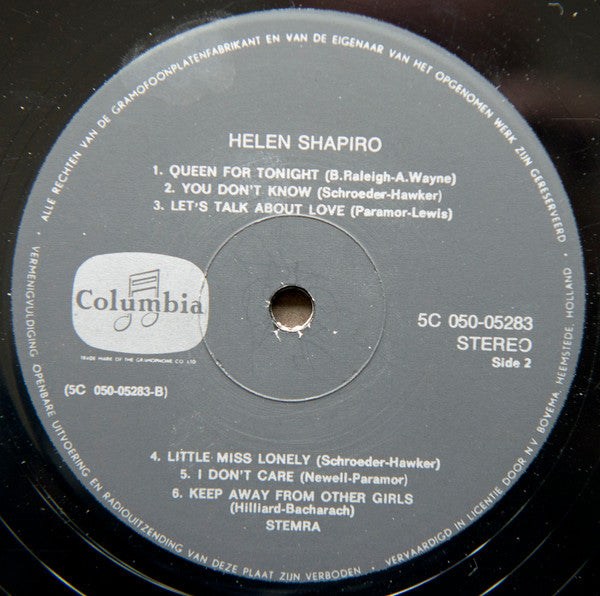 ALLE RECHTEN VAN DE GRAMOFOONPLATENFABRIKANT EN VAN DE EIGENAAR VAN HET OPGENOMEN WERK ZIJN GERESERVEERD
HELEN SHAPIRO
1. QUEEN FOR TONIGHT (B.Raleigh-A.Wayne)
2. YOU DON'T KNOW (Schroeder-Hawker)
3. LET'S TALK ABOUT LOVE (Paramor-Lewis)
Columbia
TRADE MARK OF THE GRAMOPHONE CO LTD
5C 050-05283
STEREO
Side 2
(5C 050-05283-B)
4. LITTLE MISS LONELY (Schroeder-Hawker)
5. I DON'T CARE (Newell-Paramor)
6. KEEP AWAY FROM OTHER GIRLS
(Hilliard-Bacharach)
STEMRA
VERMENIGVULDIGING OPENBARE UITVOERING EN RADIOUITZENDING VAN DEZE PLAAT ZIJN VERBODEN • VERVAARDIGD IN LICENTIE DOOR N.V. BOVEMA, HEEMSTEDE, HOLLAND •